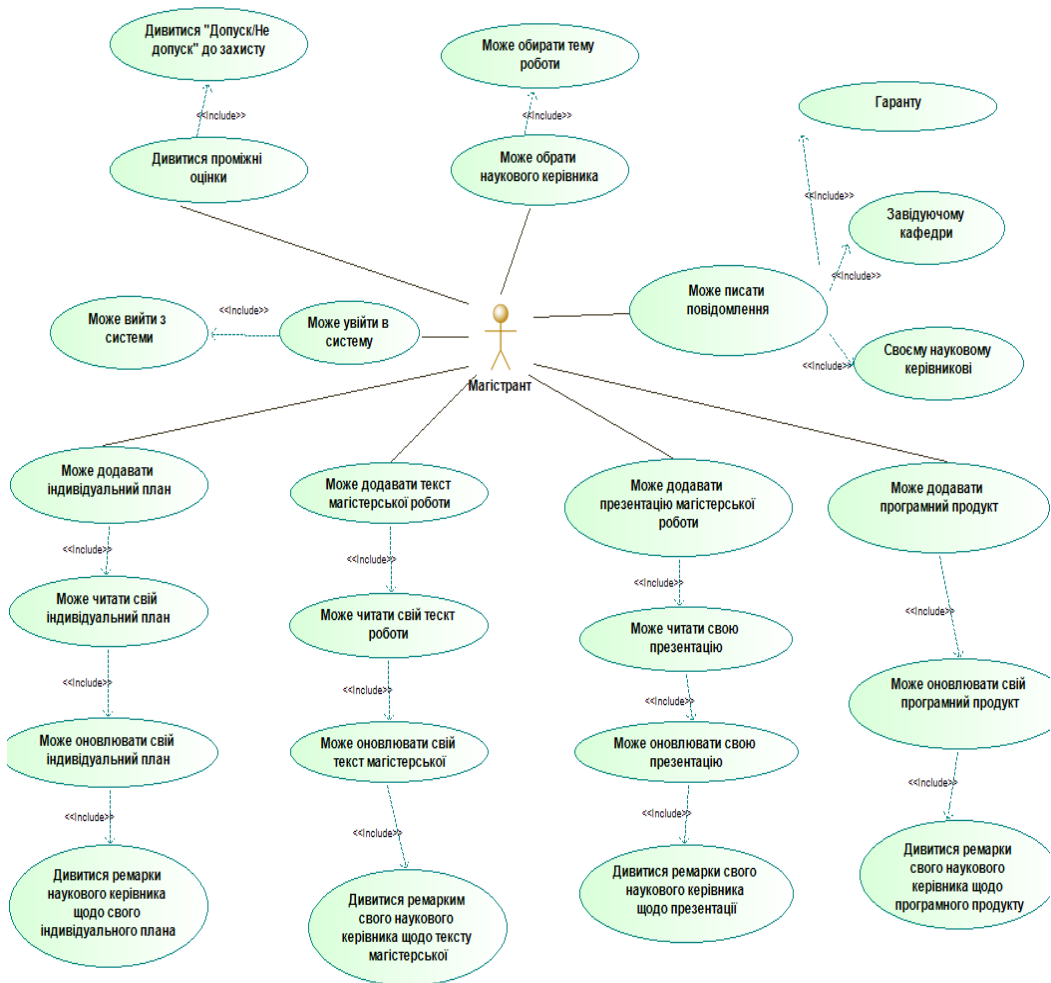 Дивитися "Допуск/Не
допуск" до захисту
Може обирати тему
роботи
Гаранту
<<Include>>
<<Include>>
Дивитися проміжні
оцінки
Може обрати
наукового керівника
<<Include>>
Завідуючому
кафедри
<<Include>>
Може писати
повідомлення
<<Include>>
Може вийти з
системи
Може увійти в
систему
<<Include>>
Своєму науковому
керівникові
Магістрант
Може додавати
індивідуальний план
Може додавати текст
магістерської роботи
Може додавати
презентацію магістерської
роботи
Може додавати
програмний продукт
<<Include>>
<<Include>>
<<Include>>
<<Include>>
Може читати свій
індивідуальний план
Може читати свій тескт
роботи
Може читати свою
презентацію
Може оновлювати свій
програмний продукт
<<Include>>
<<Include>>
<<Include>>
Може оновлювати свій
індивідуальний план
Може оновлювати свій
текст магістерської
Може оновлювати свою
презентацію
<<Include>>
<<Include>>
<<Include>>
<<Include>>
Дивитися ремарки
наукового керівника
щодо свого
індивідуального плана
Дивитися ремарким
свого наукового
керівника щодо тексту
магістерської
Дивитися ремарки свого
наукового керівника
щодо презентації
Дивитися ремарки
свого наукового
керівника щодо
програмного продукту